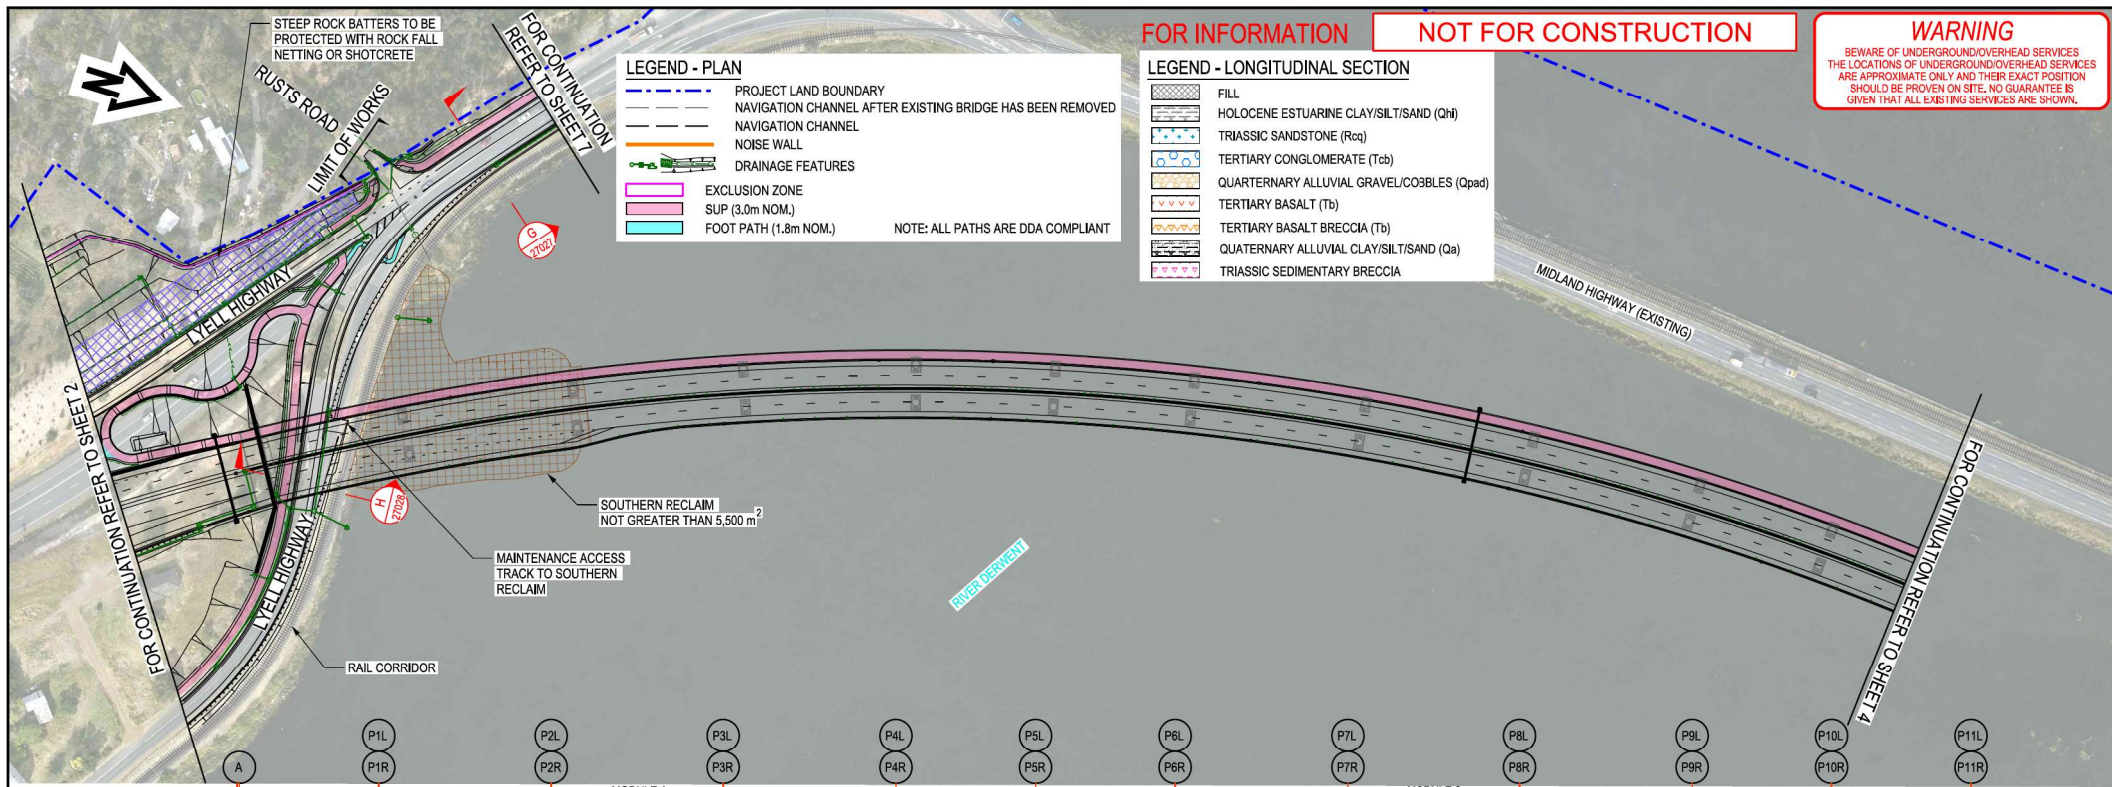 STEEP ROCK BATTERS TO BE
PROTECTED WITH ROCK FALL
NETTING OR SHOTCRETE
N
RUSTS ROAD
LIMIT OF WORKS
FOR CONTINUATION
REFER TO SHEET 7
LEGEND - PLAN
PROJECT LAND BOUNDARY
NAVIGATION CHANNEL AFTER EXISTING BRIDGE HAS BEEN REMOVED
NAVIGATION CHANNEL
NOISE WALL
DRAINAGE FEATURES
EXCLUSION ZONE
SUP (3.0m NOM.)
FOOT PATH (1.8m NOM.)
NOTE: ALL PATHS ARE DDA COMPLIANT
FOR INFORMATION
NOT FOR CONSTRUCTION
LEGEND - LONGITUDINAL SECTION
FILL
HOLOCENE ESTUARINE CLAY/SILT/SAND (Qhi)
TRIASSIC SANDSTONE (Rcq)
TERTIARY CONGLOMERATE (Tcb)
QUARTERNARY ALLUVIAL GRAVEL/COBBLES (Qpad)
TERTIARY BASALT (Tb)
TERTIARY BASALT BRECCIA (Tb)
QUATERNARY ALLUVIAL CLAY/SILT/SAND (Qa)
TRIASSIC SEDIMENTARY BRECCIA
WARNING
BEWARE OF UNDERGROUND/OVERHEAD SERVICES
THE LOCATIONS OF UNDERGROUND/OVERHEAD SERVICES
ARE APPROXIMATE ONLY AND THEIR EXACT POSITION
SHOULD BE PROVEN ON SITE. NO GUARANTEE IS
GIVEN THAT ALL EXISTING SERVICES ARE SHOWN.
G
27027
MIDLAND HIGHWAY (EXISTING)
LYELL HIGHWAY
FOR CONTINUATION REFER TO SHEET 2
H
27028
SOUTHERN RECLAIM
NOT GREATER THAN 5,500 m²
MAINTENANCE ACCESS
TRACK TO SOUTHERN
RECLAIM
RIVER DERWENT
LYELL HIGHWAY
RAIL CORRIDOR
FOR CONTINUATION REFER TO SHEET 4
P1L P2L P3L P4L P5L P6L P7L P8L P9L P10L P11L
A P1R P2R P3R P4R P5R P6R P7R P8R P9R P10R P11R